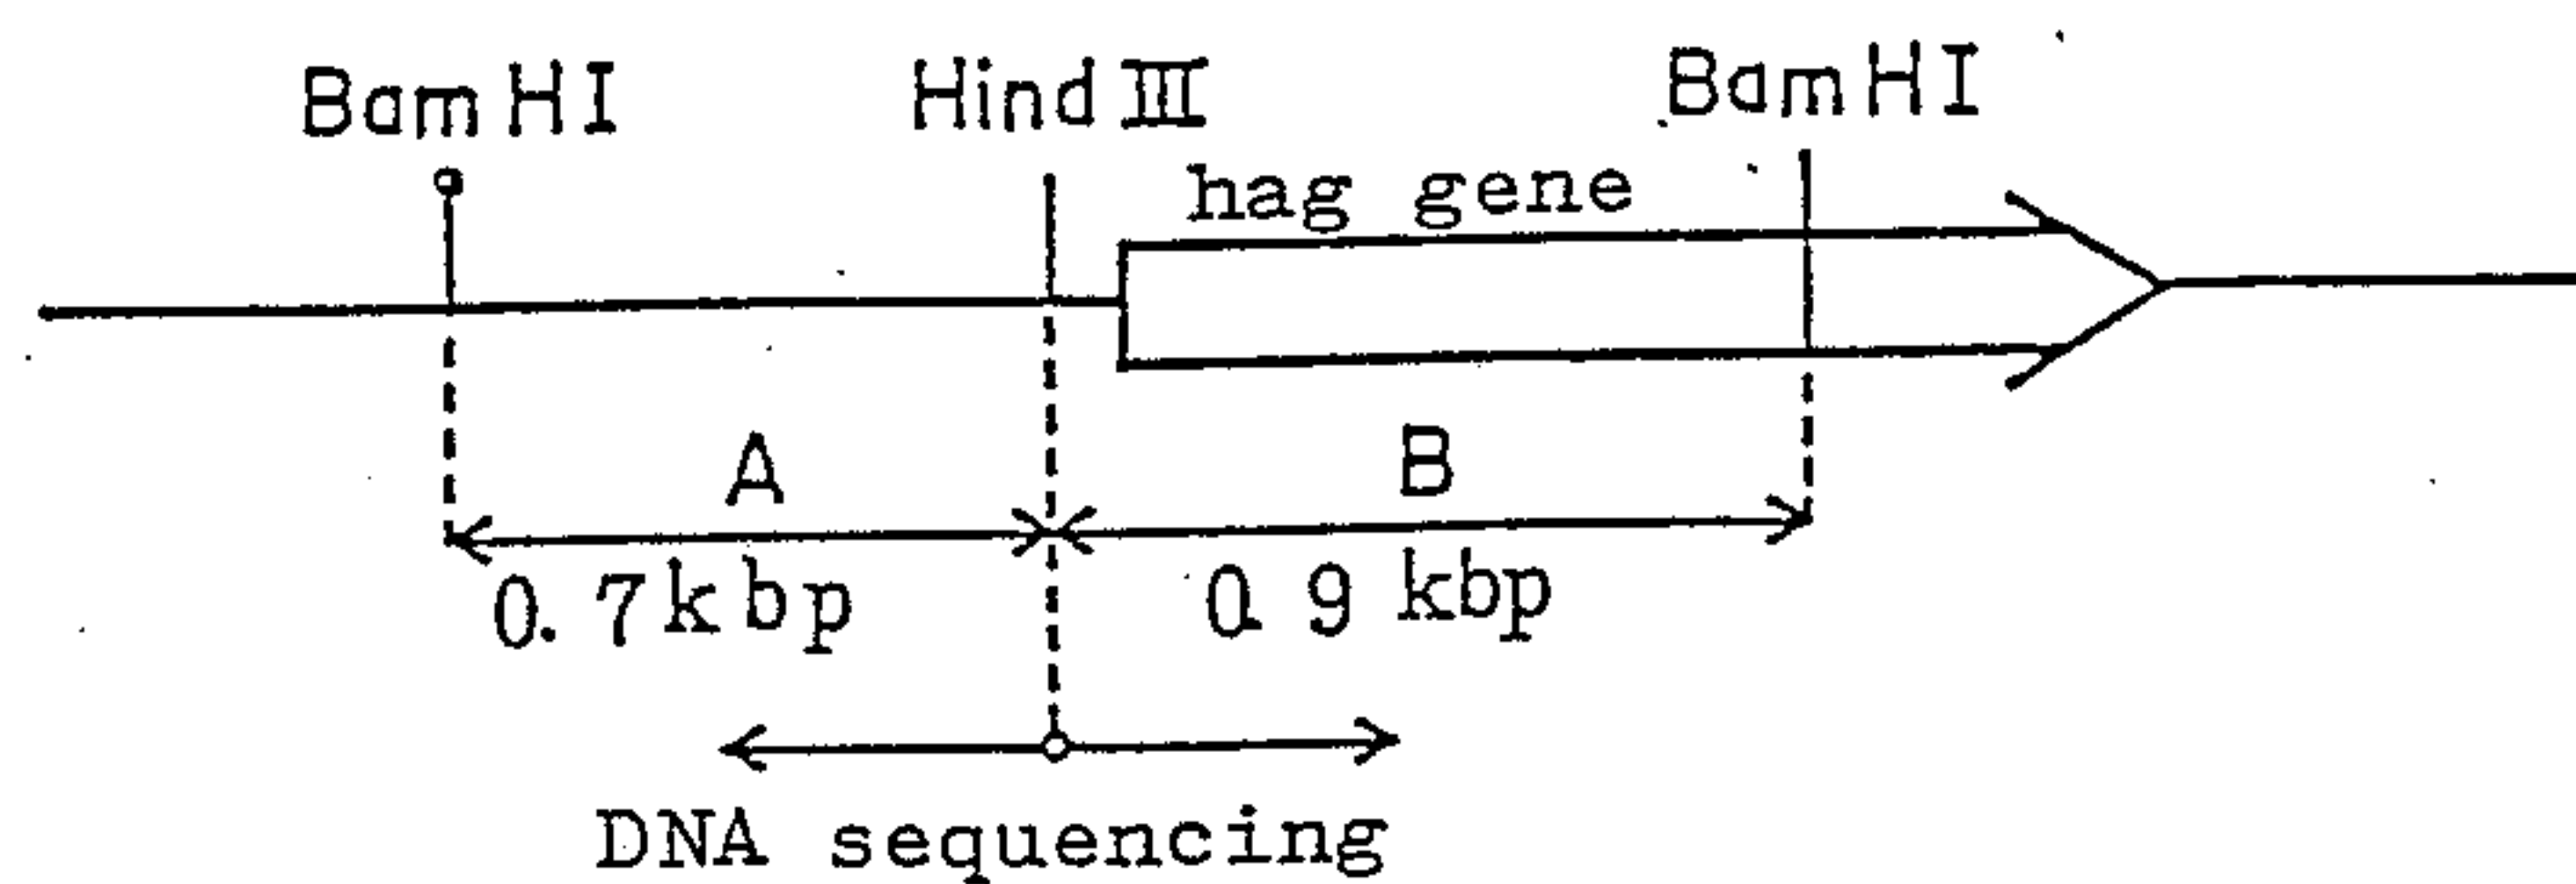 BamHI HindIII BamHI
hag gene
A B
0.7kbp 0.9 kbp
DNA sequencing